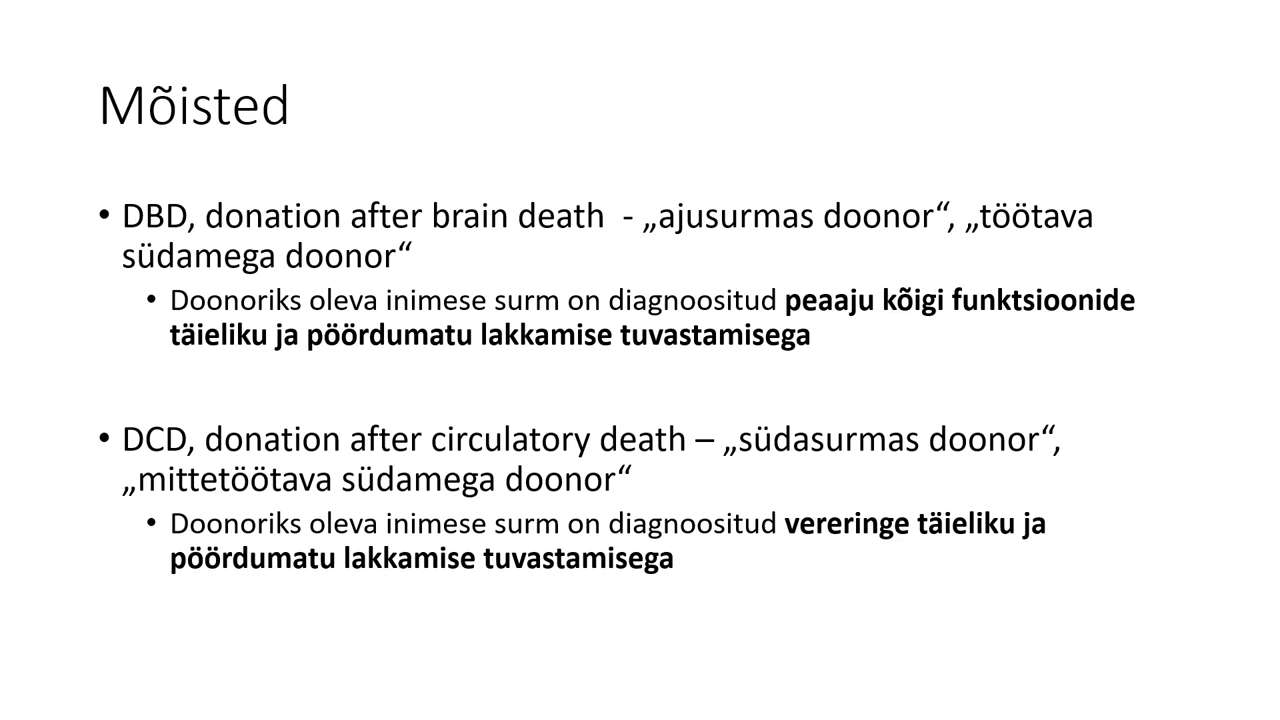 Mõisted
• DBD, donation after brain death  - „ajusurmas doonor“, „töötava
südamega doonor“
• Doonoriks oleva inimese surm on diagnoositud peaaju kõigi funktsioonide
täieliku ja pöördumatu lakkamise tuvastamisega
• DCD, donation after circulatory death – „südasurmas doonor“,
„mittetöötava südamega doonor“
• Doonoriks oleva inimese surm on diagnoositud vereringe täieliku ja
pöördumatu lakkamise tuvastamisega